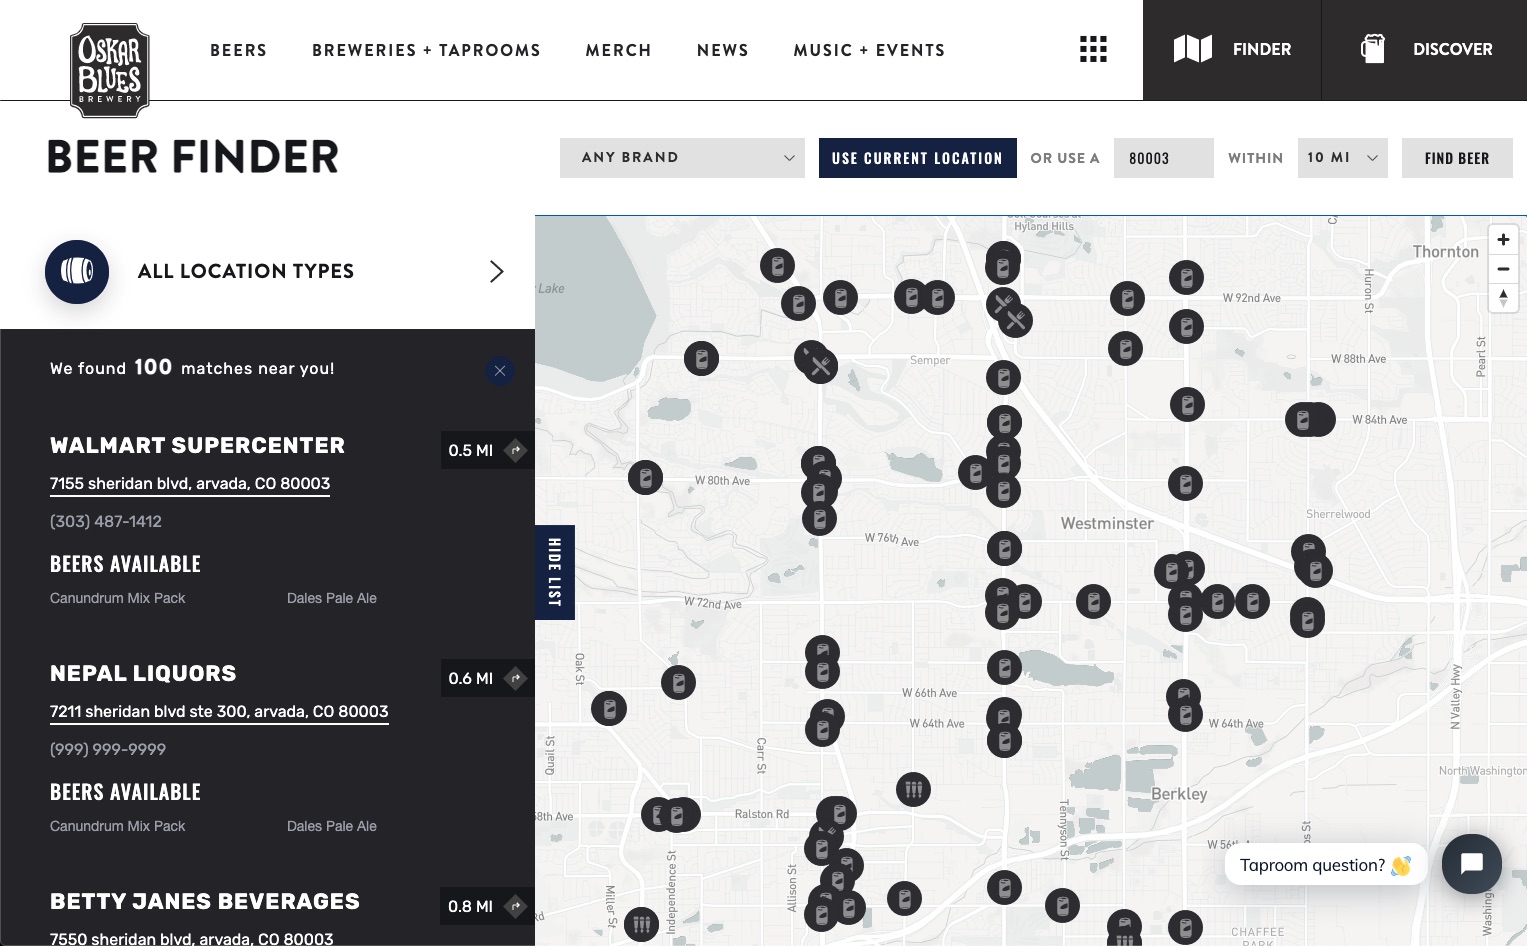 OSKAR
BLUES
BREWERY
BEERS
BREWERIES + TAPROOMS
MERCH
NEWS
MUSIC + EVENTS
FINDER
DISCOVER
BEER FINDER
ANY BRAND
USE CURRENT LOCATION
OR USE A
80003
WITHIN
10 MI
FIND BEER
ALL LOCATION TYPES
We found 100 matches near you!
WALMART SUPERCENTER
0.5 MI
7155 sheridan blvd, arvada, CO 80003
(303) 487-1412
BEERS AVAILABLE
Canundrum Mix Pack
Dales Pale Ale
NEPAL LIQUORS
0.6 MI
7211 sheridan blvd ste 300, arvada, CO 80003
(999) 999-9999
BEERS AVAILABLE
Canundrum Mix Pack
Dales Pale Ale
BETTY JANES BEVERAGES
0.8 MI
7550 sheridan blvd, arvada, CO 80003
HIDE LIST
Hyland Hills
Thornton
Lake
W 92nd Ave
Huron St
Pearl St
Semper
W 88th Ave
W 84th Ave
W 80th Ave
Westminster
Sherrelwood
W 76th Ave
W 72nd Ave
Oak St
W 66th Ave
W 64th Ave
W 64th Ave
N Valley Hwy
Quail St
Carr St
North Washington
Berkley
58th Ave
Ralston Rd
Tennyson St
W 56th
Independence St
Allison St
Miller St
Rd
CHAFFEE
PARK
Taproom question? 👋